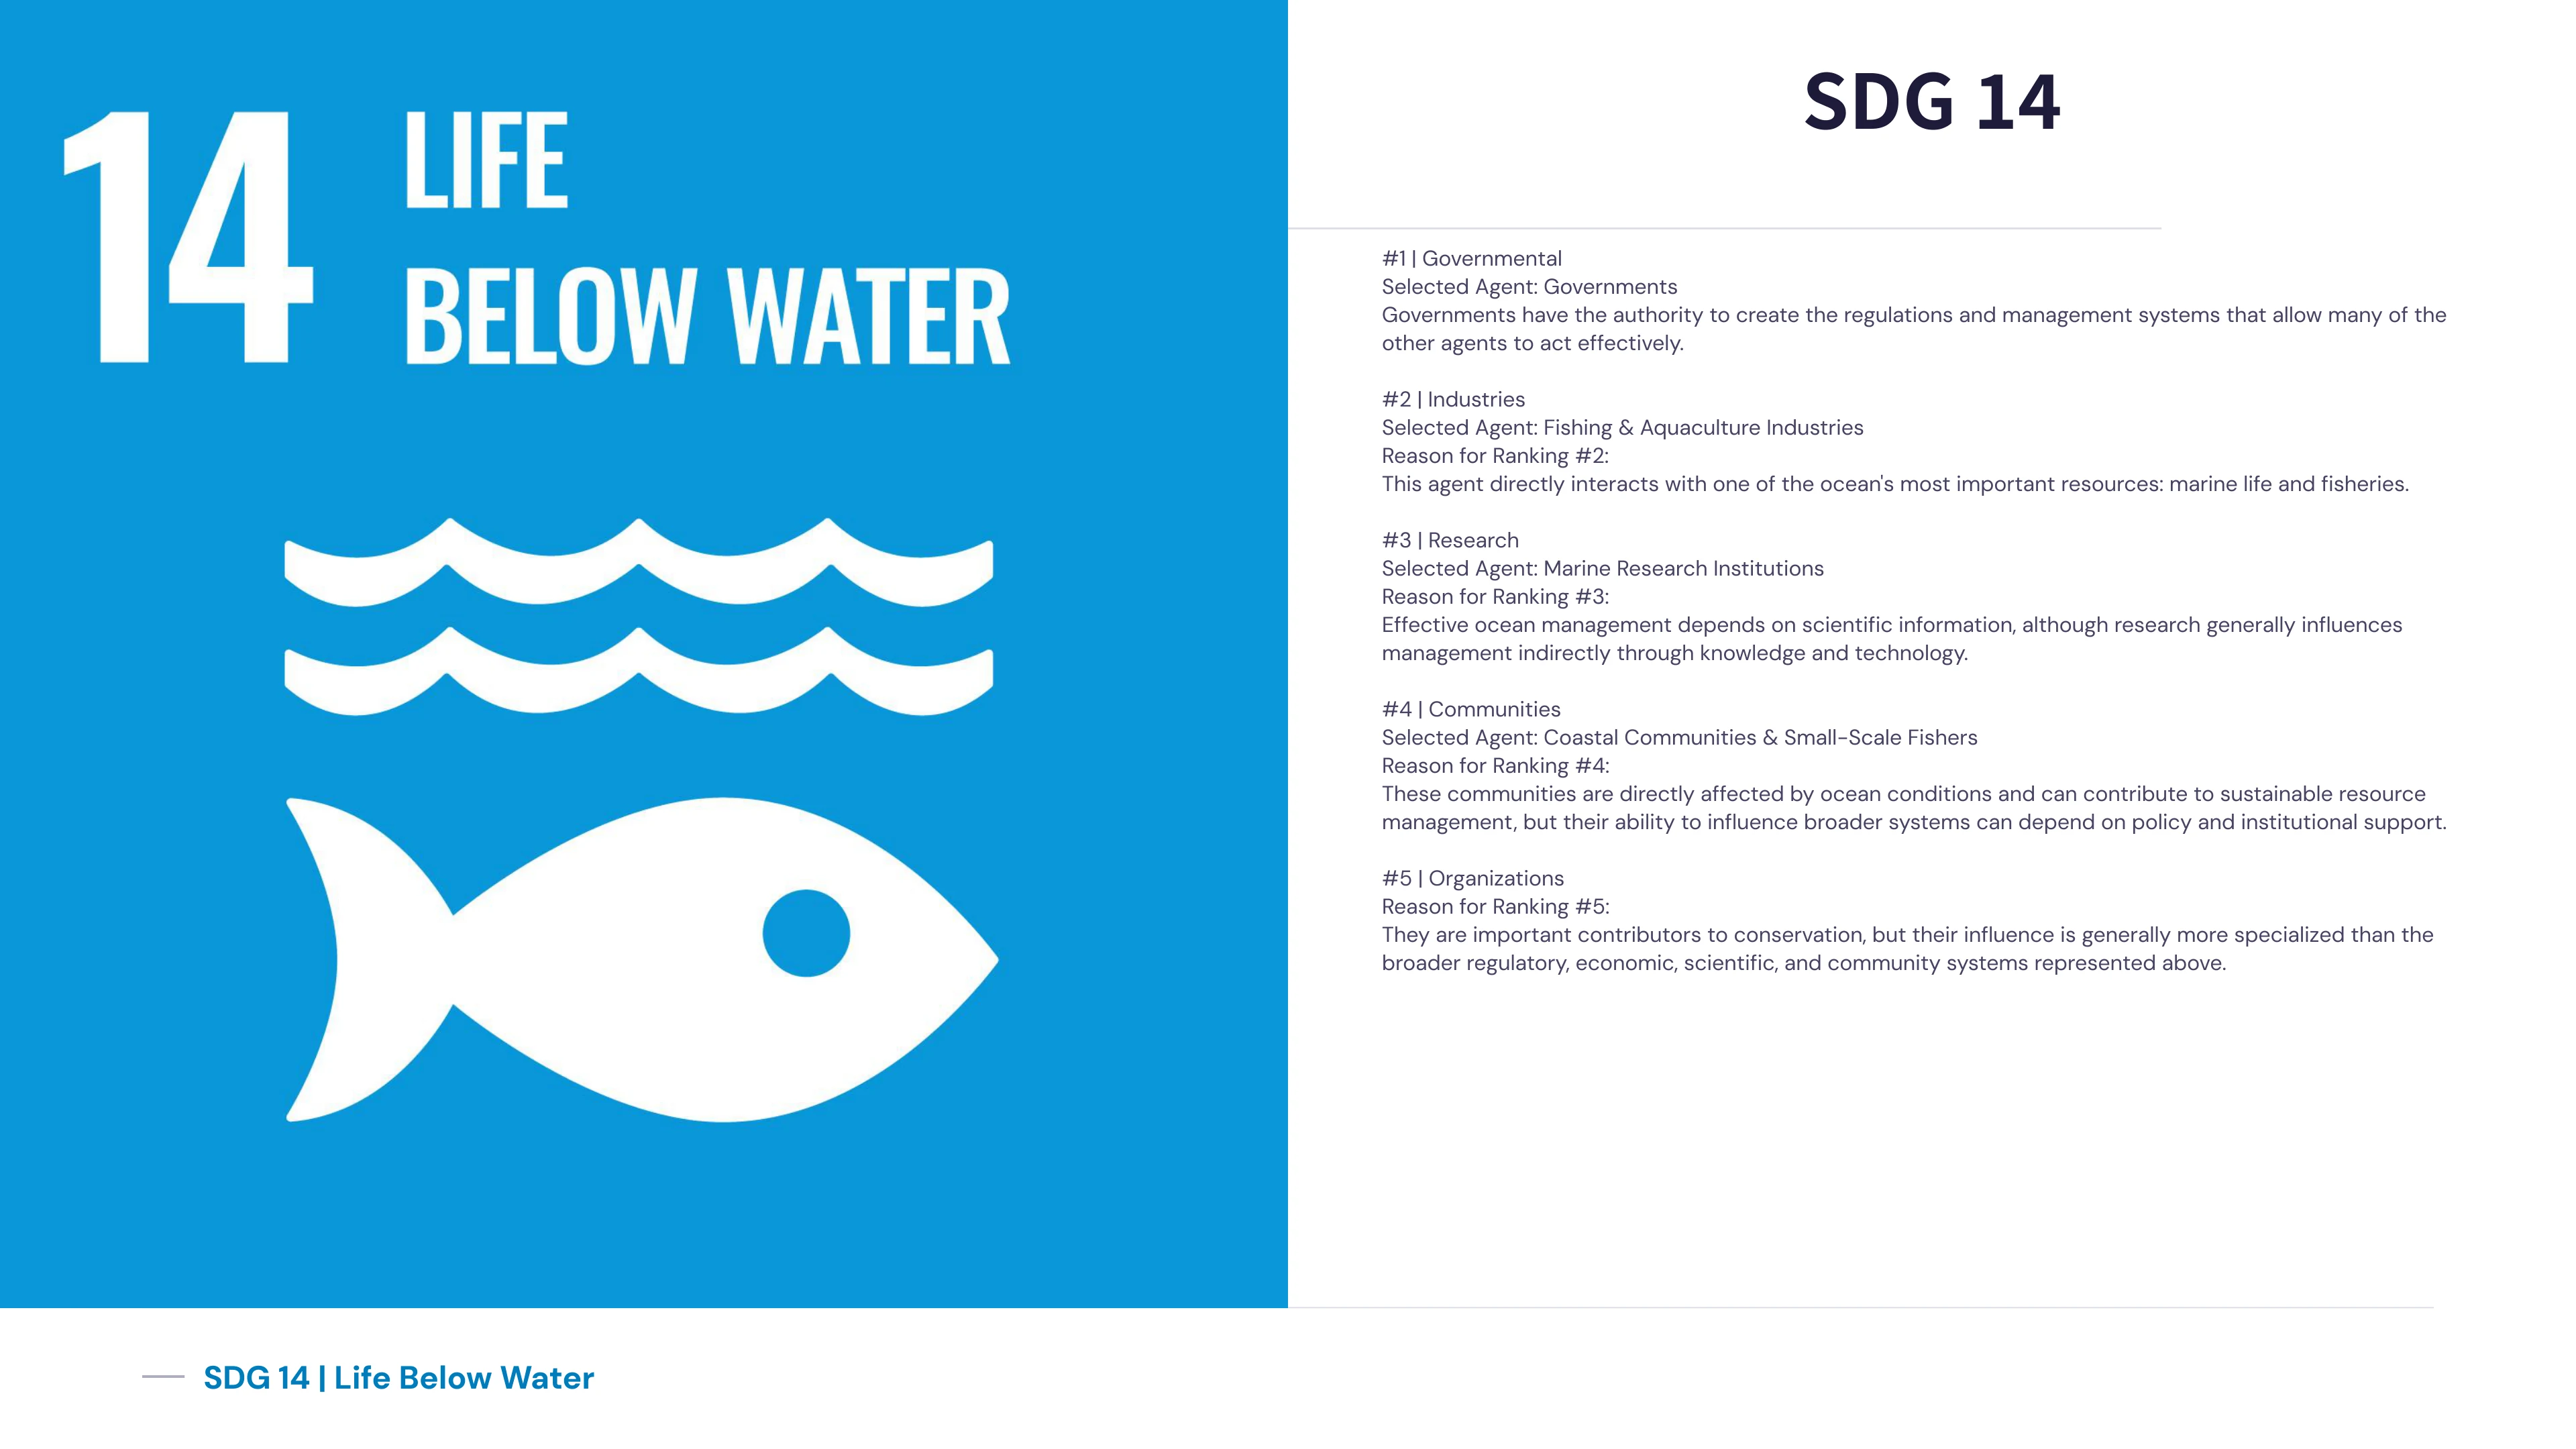 14
LIFE
BELOW WATER
SDG 14
#1 | Governmental
Selected Agent: Governments
Governments have the authority to create the regulations and management systems that allow many of the
other agents to act effectively.
#2 | Industries
Selected Agent: Fishing & Aquaculture Industries
Reason for Ranking #2:
This agent directly interacts with one of the ocean's most important resources: marine life and fisheries.
#3 | Research
Selected Agent: Marine Research Institutions
Reason for Ranking #3:
Effective ocean management depends on scientific information, although research generally influences
management indirectly through knowledge and technology.
#4 | Communities
Selected Agent: Coastal Communities & Small-Scale Fishers
Reason for Ranking #4:
These communities are directly affected by ocean conditions and can contribute to sustainable resource
management, but their ability to influence broader systems can depend on policy and institutional support.
#5 | Organizations
Reason for Ranking #5:
They are important contributors to conservation, but their influence is generally more specialized than the
broader regulatory, economic, scientific, and community systems represented above.
SDG 14 | Life Below Water